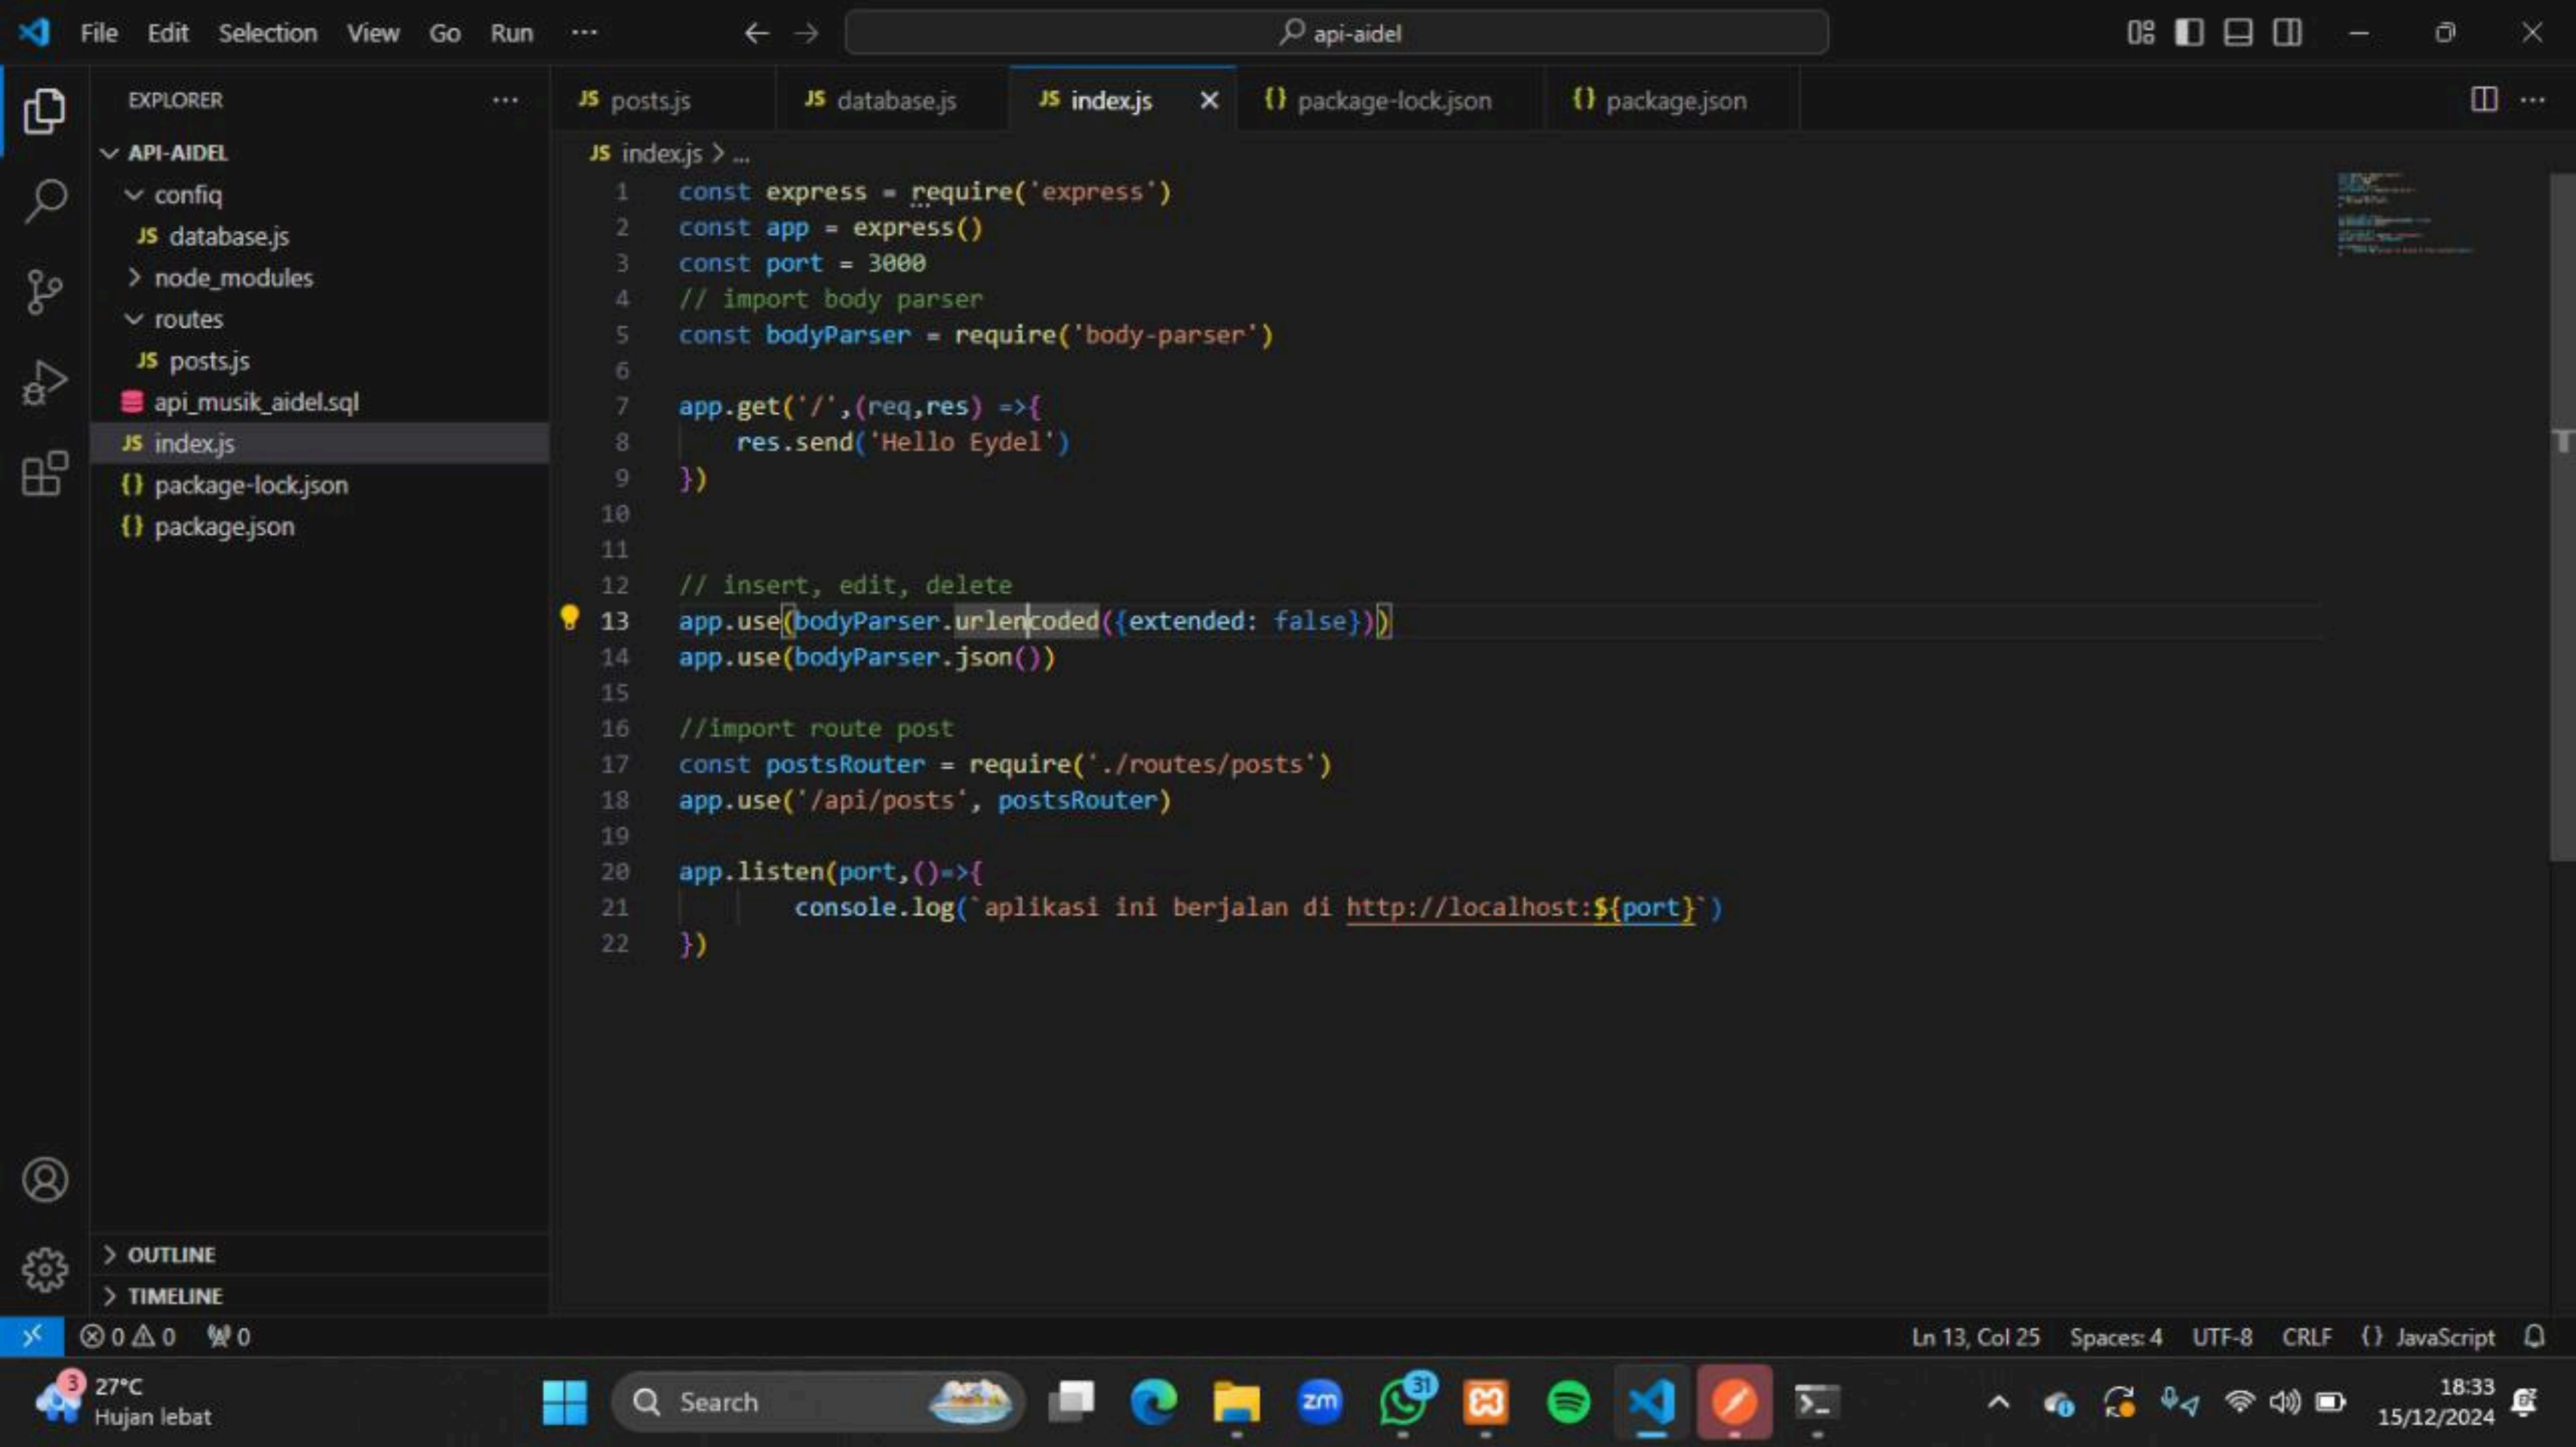 File Edit Selection View Go Run ···
api-aidel
EXPLORER
API-AIDEL
confiq
JS database.js
node_modules
routes
JS posts.js
api_musik_aidel.sql
JS index.js
{} package-lock.json
{} package.json
OUTLINE
TIMELINE
JS posts.js JS database.js JS index.js {} package-lock.json {} package.json
JS index.js > ...
1 const express = require('express')
2 const app = express()
3 const port = 3000
4 // import body parser
5 const bodyParser = require('body-parser')
6
7 app.get('/',(req,res) =>{
8 res.send('Hello Eydel')
9 })
10
11
12 // insert, edit, delete
13 app.use(bodyParser.urlencoded({extended: false}))
14 app.use(bodyParser.json())
15
16 //import route post
17 const postsRouter = require('./routes/posts')
18 app.use('/api/posts', postsRouter)
19
20 app.listen(port,()=>{
21 console.log(`aplikasi ini berjalan di http://localhost:${port}`)
22 })
0 0 0 Ln 13, Col 25 Spaces: 4 UTF-8 CRLF {} JavaScript
3 27°C
Hujan lebat
Search
zm
31
18:33
15/12/2024